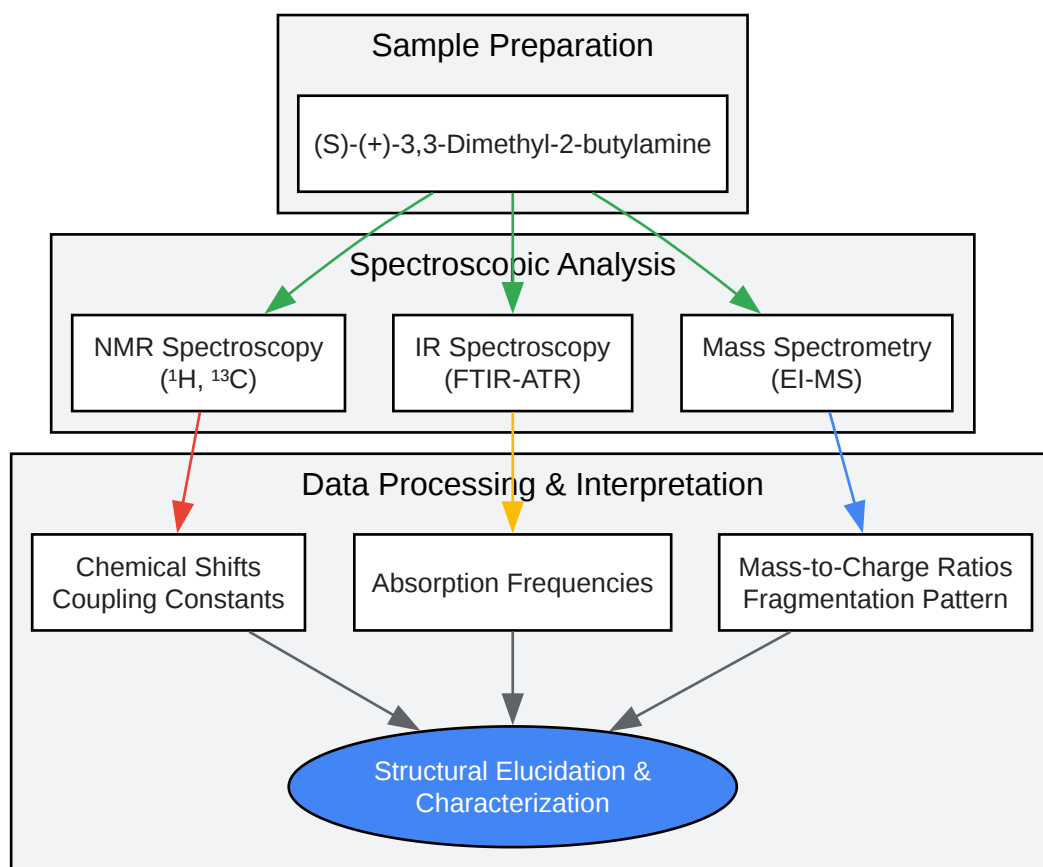 Sample Preparation
(S)-(+)-3,3-Dimethyl-2-butylamine
Spectroscopic Analysis
NMR Spectroscopy
(¹H, ¹³C)
IR Spectroscopy
(FTIR-ATR)
Mass Spectrometry
(EI-MS)
Data Processing & Interpretation
Chemical Shifts
Coupling Constants
Absorption Frequencies
Mass-to-Charge Ratios
Fragmentation Pattern
Structural Elucidation &
Characterization